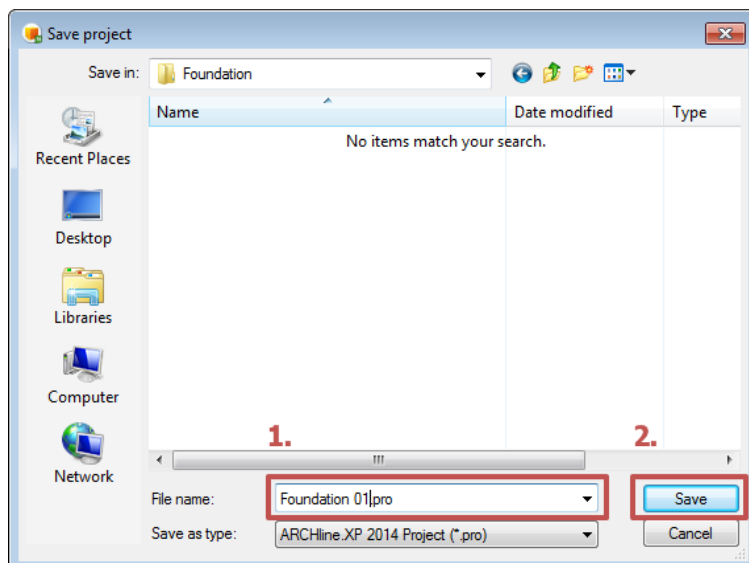 Save project
Save in: Foundation
Name Date modified Type
No items match your search.
Recent Places
Desktop
Libraries
Computer
Network
1. 2.
File name: Foundation 01.pro Save
Save as type: ARCHline.XP 2014 Project (*.pro) Cancel